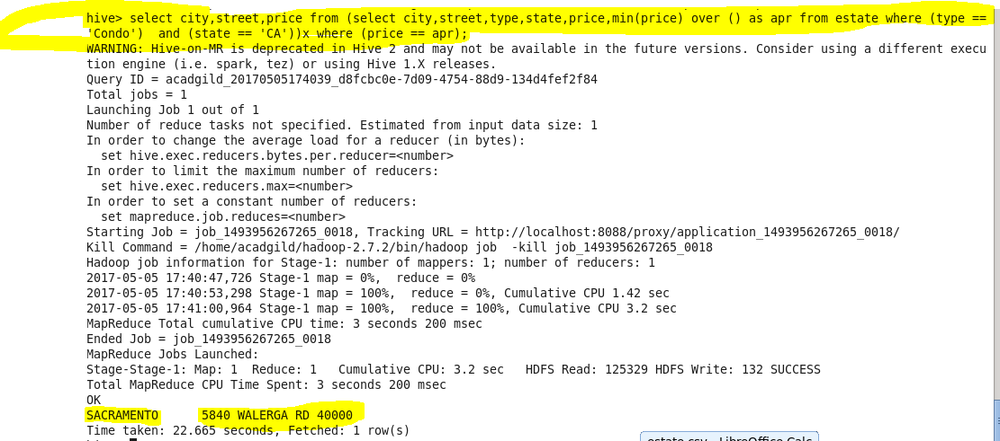 hive> select city,street,price from (select city,street,type,state,price,min(price) over () as apr from estate where (type ==
'Condo')  and (state == 'CA'))x where (price == apr);
WARNING: Hive-on-MR is deprecated in Hive 2 and may not be available in the future versions. Consider using a different execu
tion engine (i.e. spark, tez) or using Hive 1.X releases.
Query ID = acadgild_20170505174039_d8fcbc0e-7d09-4754-88d9-134d4fef2f84
Total jobs = 1
Launching Job 1 out of 1
Number of reduce tasks not specified. Estimated from input data size: 1
In order to change the average load for a reducer (in bytes):
  set hive.exec.reducers.bytes.per.reducer=<number>
In order to limit the maximum number of reducers:
  set hive.exec.reducers.max=<number>
In order to set a constant number of reducers:
  set mapreduce.job.reduces=<number>
Starting Job = job_1493956267265_0018, Tracking URL = http://localhost:8088/proxy/application_1493956267265_0018/
Kill Command = /home/acadgild/hadoop-2.7.2/bin/hadoop job  -kill job_1493956267265_0018
Hadoop job information for Stage-1: number of mappers: 1; number of reducers: 1
2017-05-05 17:40:47,726 Stage-1 map = 0%,  reduce = 0%
2017-05-05 17:40:53,298 Stage-1 map = 100%,  reduce = 0%, Cumulative CPU 1.42 sec
2017-05-05 17:41:00,964 Stage-1 map = 100%,  reduce = 100%, Cumulative CPU 3.2 sec
MapReduce Total cumulative CPU time: 3 seconds 200 msec
Ended Job = job_1493956267265_0018
MapReduce Jobs Launched:
Stage-Stage-1: Map: 1  Reduce: 1   Cumulative CPU: 3.2 sec   HDFS Read: 125329 HDFS Write: 132 SUCCESS
Total MapReduce CPU Time Spent: 3 seconds 200 msec
OK
SACRAMENTO      5840 WALERGA RD 40000
Time taken: 22.665 seconds, Fetched: 1 row(s)
estate.csv - LibreOffice Calc